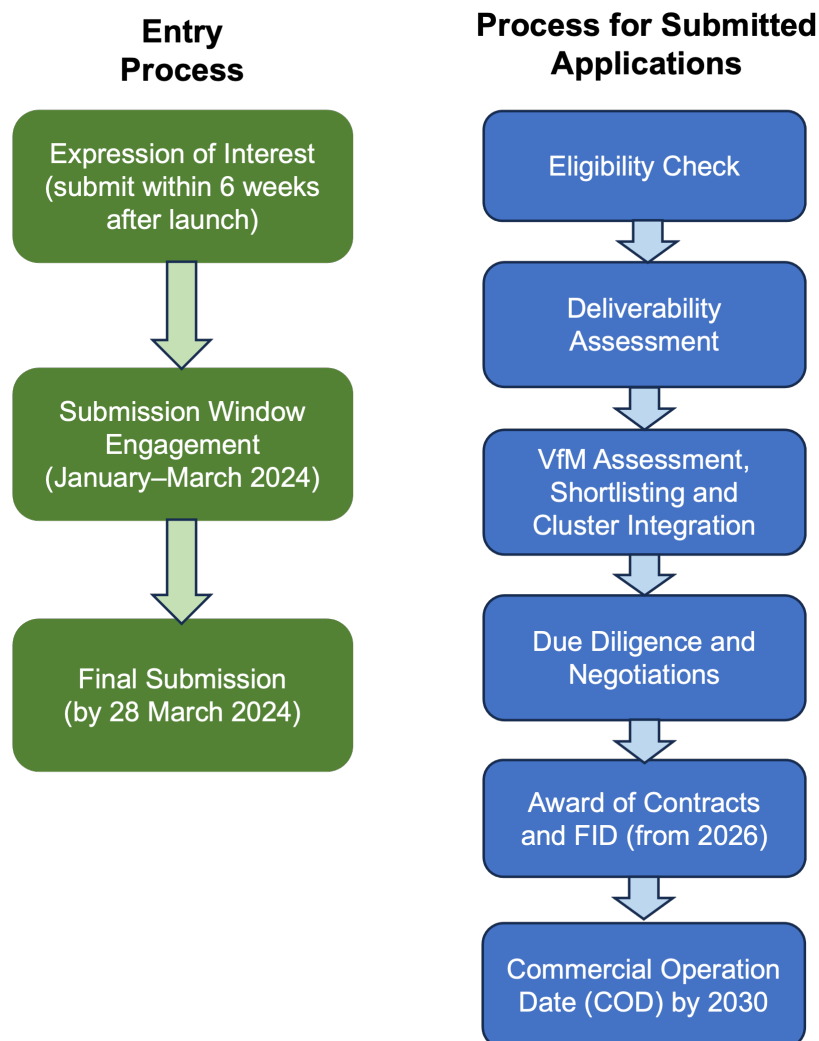 Entry
Process
Expression of Interest
(submit within 6 weeks
after launch)
Submission Window
Engagement
(January–March 2024)
Final Submission
(by 28 March 2024)
Process for Submitted
Applications
Eligibility Check
Deliverability
Assessment
VfM Assessment,
Shortlisting and
Cluster Integration
Due Diligence and
Negotiations
Award of Contracts
and FID (from 2026)
Commercial Operation
Date (COD) by 2030